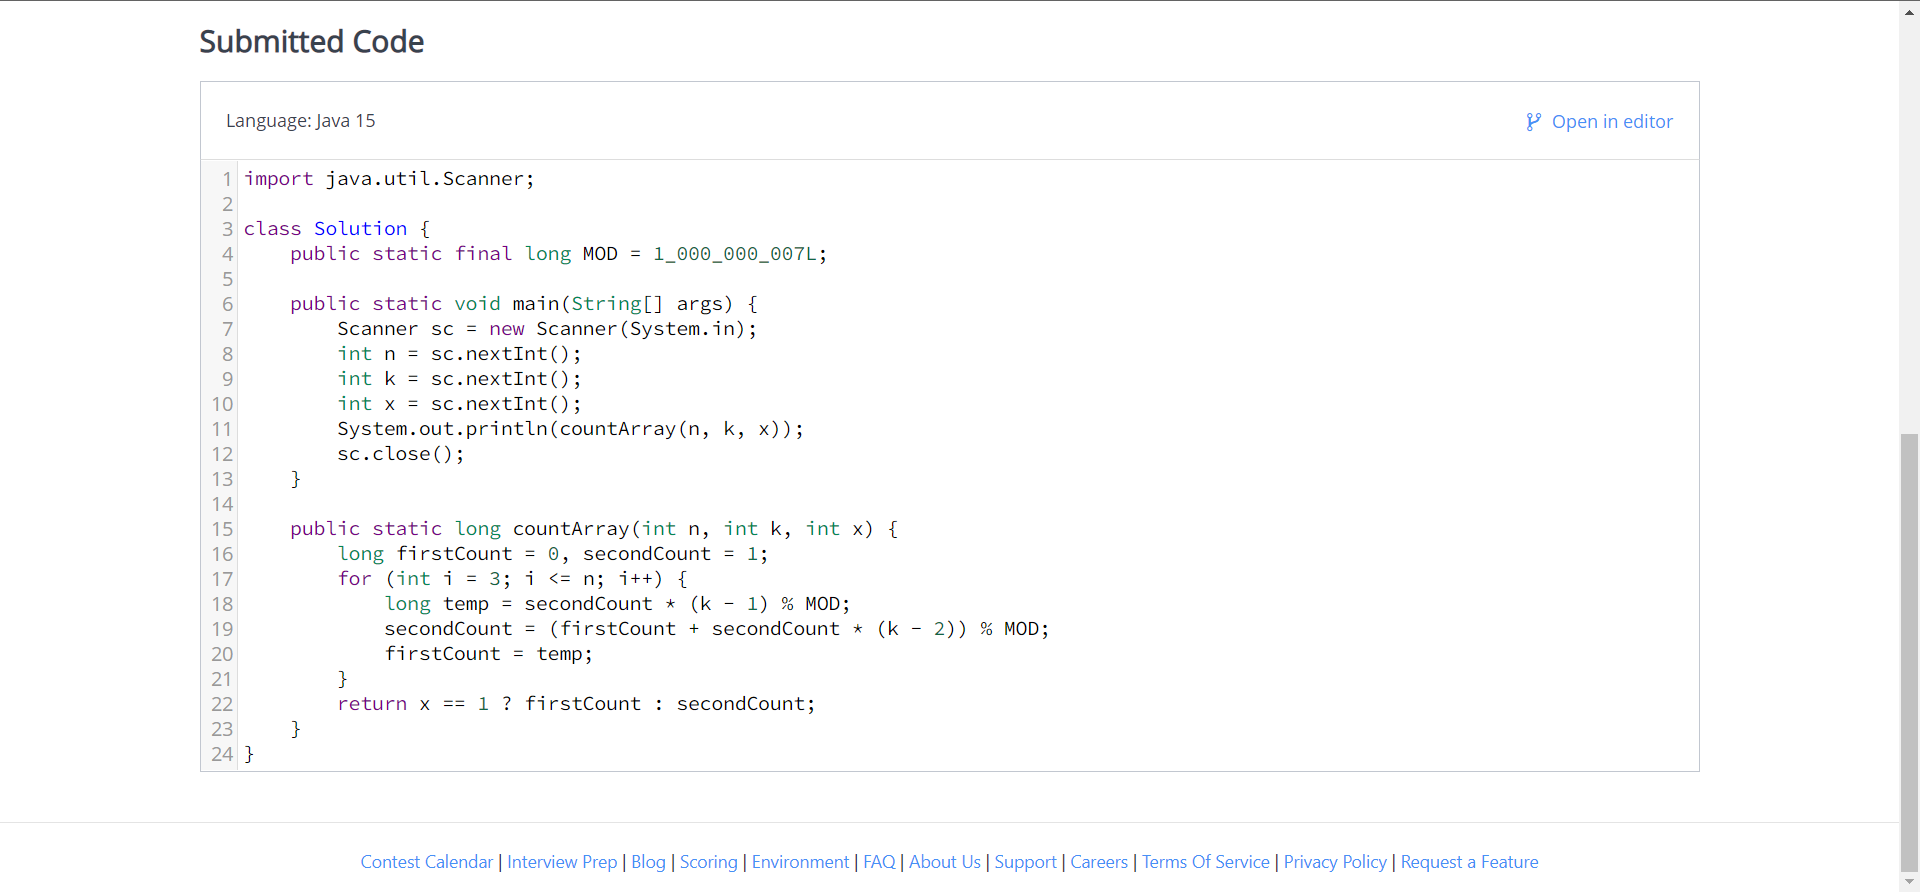 Submitted Code
Language: Java 15
Open in editor
1 import java.util.Scanner;
2
3 class Solution {
4     public static final long MOD = 1_000_000_007L;
5
6     public static void main(String[] args) {
7         Scanner sc = new Scanner(System.in);
8         int n = sc.nextInt();
9         int k = sc.nextInt();
10         int x = sc.nextInt();
11         System.out.println(countArray(n, k, x));
12         sc.close();
13     }
14
15     public static long countArray(int n, int k, int x) {
16         long firstCount = 0, secondCount = 1;
17         for (int i = 3; i <= n; i++) {
18             long temp = secondCount * (k - 1) % MOD;
19             secondCount = (firstCount + secondCount * (k - 2)) % MOD;
20             firstCount = temp;
21         }
22         return x == 1 ? firstCount : secondCount;
23     }
24 }
Contest Calendar | Interview Prep | Blog | Scoring | Environment | FAQ | About Us | Support | Careers | Terms Of Service | Privacy Policy | Request a Feature